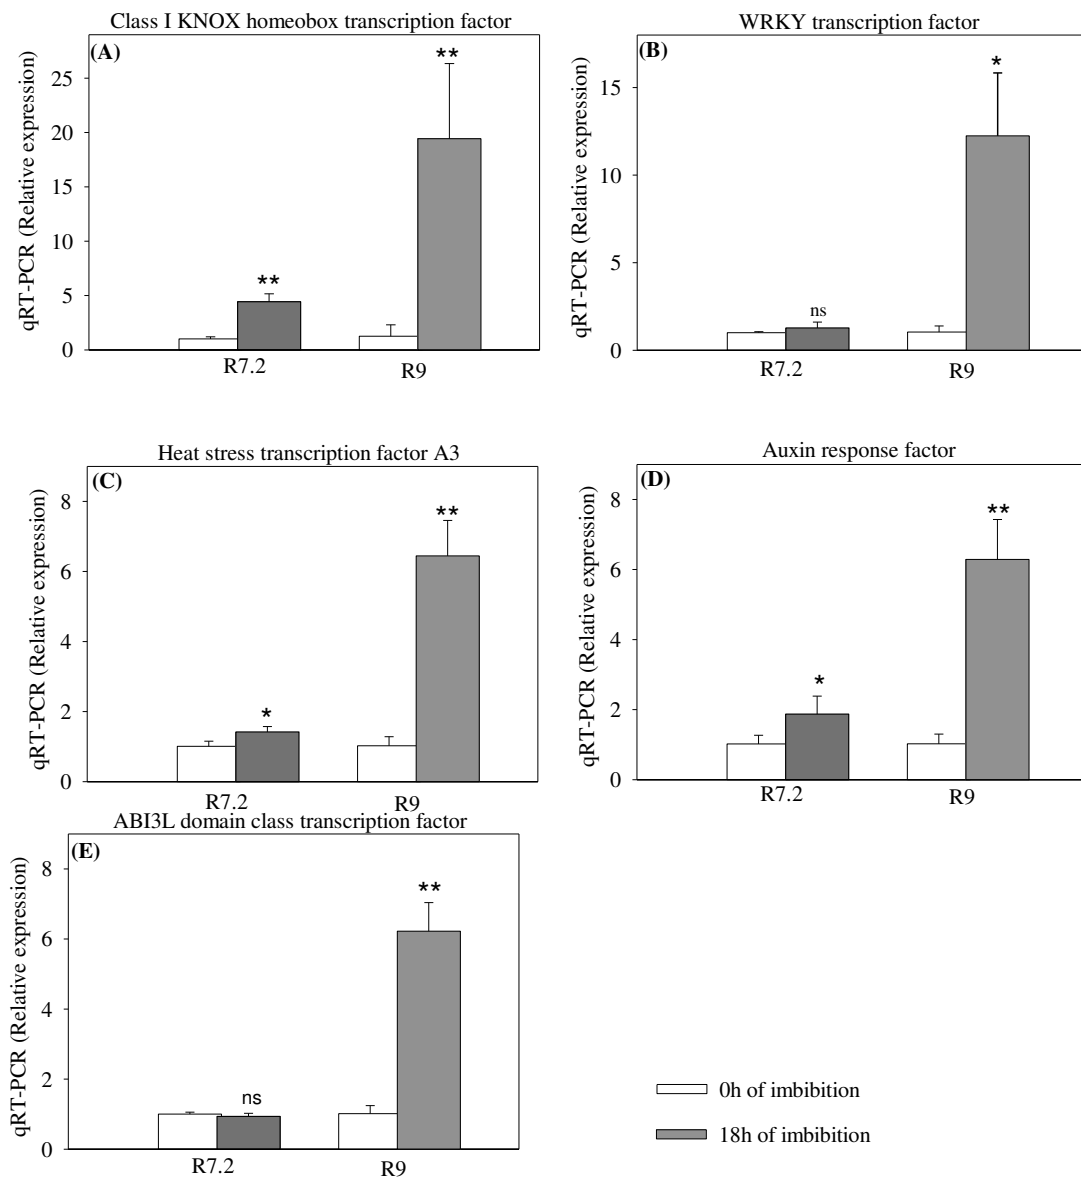 Class I KNOX homeobox transcription factor
(A)
qRT-PCR (Relative expression)
25
20
15
10
5
0
**
**
R7.2
R9
WRKY transcription factor
(B)
qRT-PCR (Relative expression)
15
10
5
0
ns
*
R7.2
R9
Heat stress transcription factor A3
(C)
qRT-PCR (Relative expression)
8
6
4
2
0
*
**
R7.2
R9
Auxin response factor
(D)
qRT-PCR (Relative expression)
8
6
4
2
0
*
**
R7.2
R9
ABI3L domain class transcription factor
(E)
qRT-PCR (Relative expression)
8
6
4
2
0
ns
**
R7.2
R9
0h of imbibition
18h of imbibition